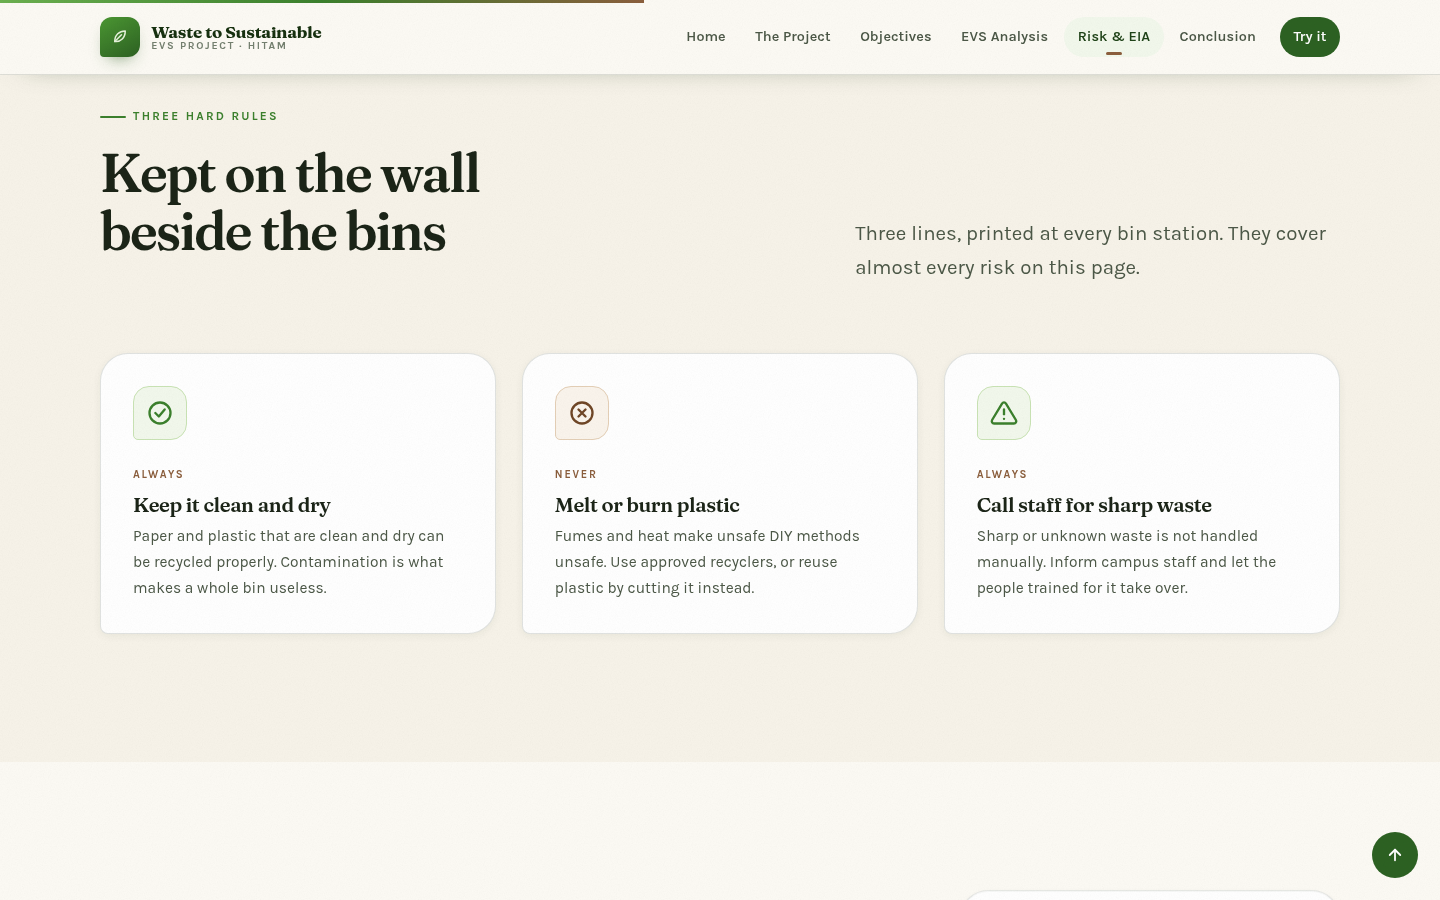 Waste to Sustainable
EVS PROJECT · HITAM
Home
The Project
Objectives
EVS Analysis
Risk & EIA
Conclusion
Try it
THREE HARD RULES
Kept on the wall
beside the bins
Three lines, printed at every bin station. They cover
almost every risk on this page.
ALWAYS
Keep it clean and dry
Paper and plastic that are clean and dry can
be recycled properly. Contamination is what
makes a whole bin useless.
NEVER
Melt or burn plastic
Fumes and heat make unsafe DIY methods
unsafe. Use approved recyclers, or reuse
plastic by cutting it instead.
ALWAYS
Call staff for sharp waste
Sharp or unknown waste is not handled
manually. Inform campus staff and let the
people trained for it take over.